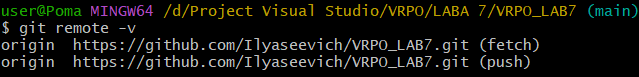 user@Poma MINGW64 /d/Project Visual Studio/VRPO/LABA 7/VRPO_LAB7 (main)
$ git remote -v
origin  https://github.com/Ilyaseevich/VRPO_LAB7.git (fetch)
origin  https://github.com/Ilyaseevich/VRPO_LAB7.git (push)